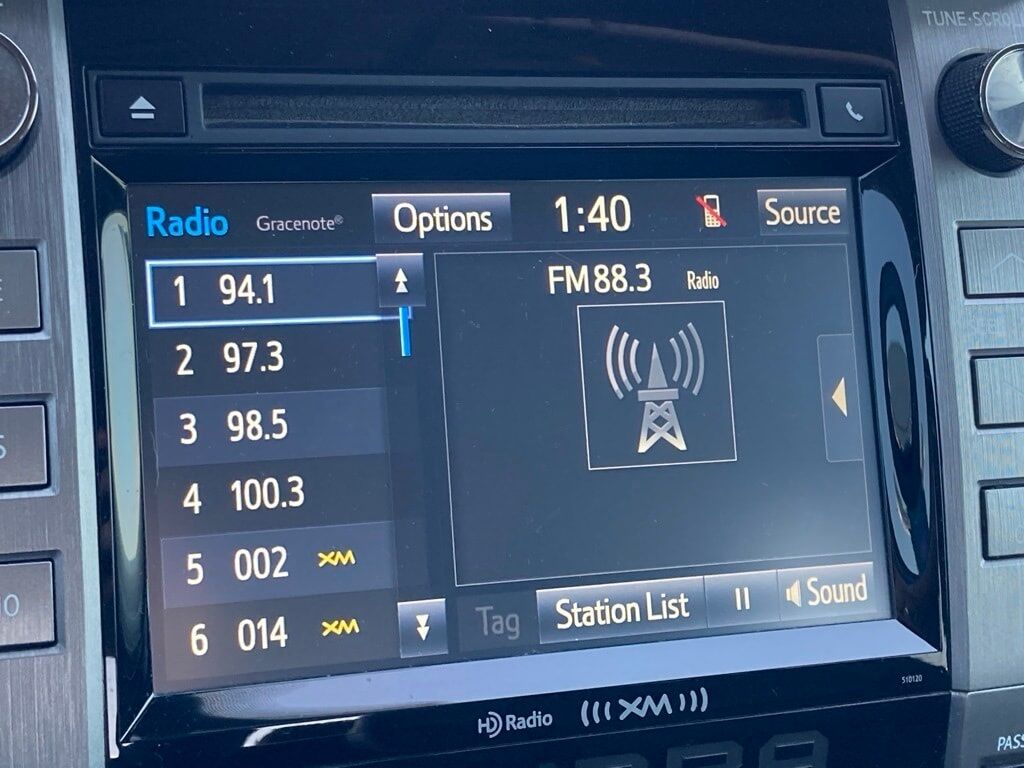 TUNE·SCROLL
Radio Gracenote® Options 1:40 Source
1 94.1
FM 88.3 Radio
2 97.3
3 98.5
4 100.3
5 002 XM
6 014 XM
Tag Station List Sound
510120
HD Radio XM
PASS